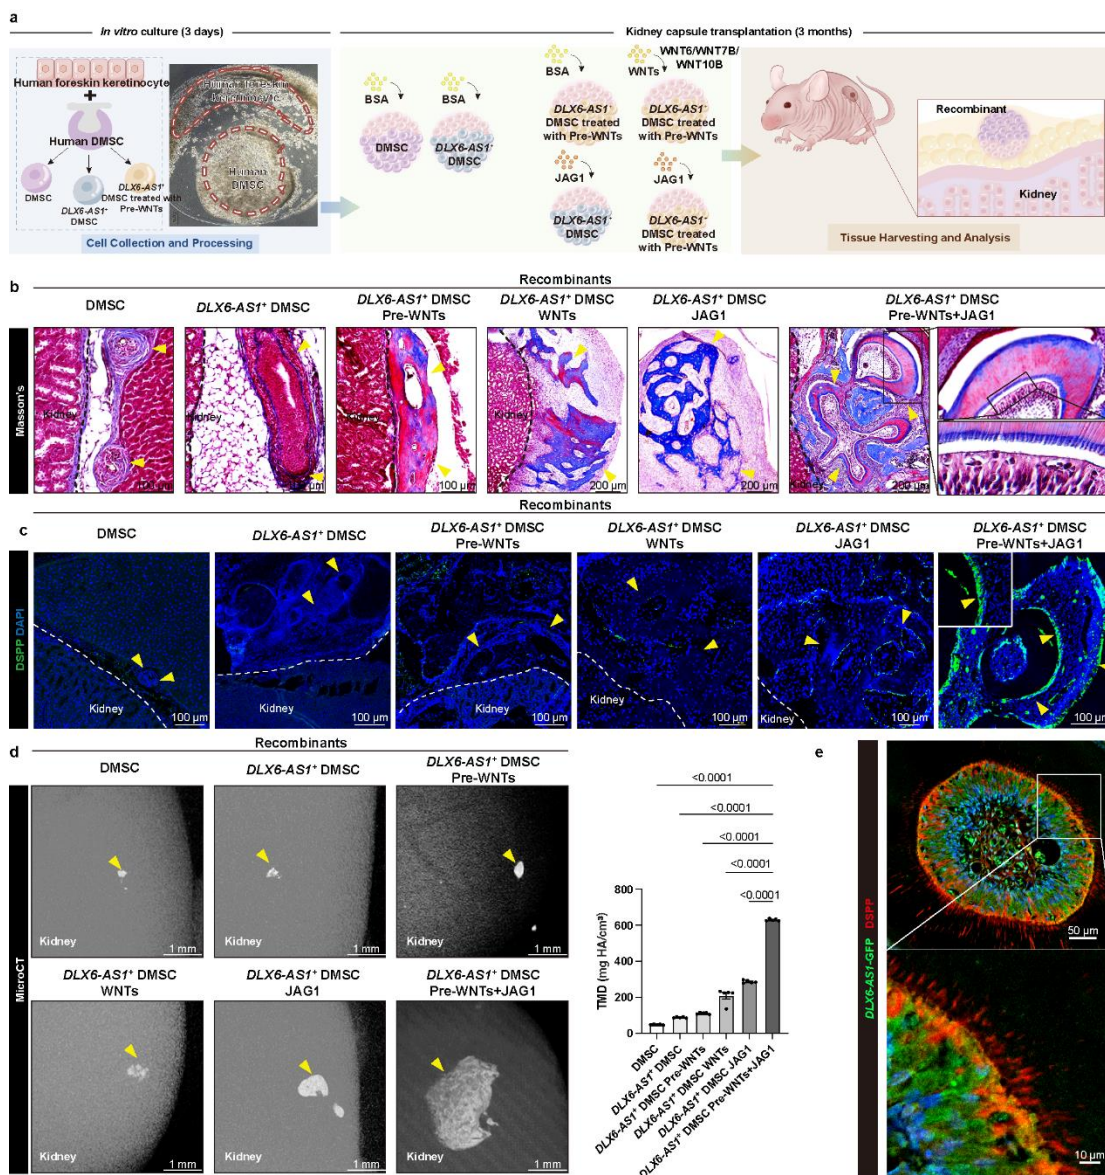 a
In vitro culture (3 days)
Kidney capsule transplantation (3 months)
Human foreskin keretinocyte
+
Human DMSC
DMSC
DLX6-AS1⁺
DMSC
DLX6-AS1⁺
DMSC treated with
Pre-WNTs
Human foreskin
keretinocyte
Human
DMSC
Cell Collection and Processing
BSA
DMSC
BSA
DLX6-AS1⁺
DMSC
BSA
DLX6-AS1⁺
DMSC treated
with Pre-WNTs
WNTs
WNT6/WNT7B/
WNT10B
DLX6-AS1⁺
DMSC treated
with Pre-WNTs
JAG1
DLX6-AS1⁺
DMSC
JAG1
DLX6-AS1⁺
DMSC treated
with Pre-WNTs
Recombinant
Kidney
Tissue Harvesting and Analysis
b
Recombinants
DMSC
DLX6-AS1⁺ DMSC
DLX6-AS1⁺ DMSC
Pre-WNTs
DLX6-AS1⁺ DMSC
WNTs
DLX6-AS1⁺ DMSC
JAG1
DLX6-AS1⁺ DMSC
Pre-WNTs+JAG1
Masson's
Kidney
100 μm
Kidney
100 μm
Kidney
100 μm
Kidney
200 μm
200 μm
Kidney
200 μm
c
Recombinants
DMSC
DLX6-AS1⁺ DMSC
DLX6-AS1⁺ DMSC
Pre-WNTs
DLX6-AS1⁺ DMSC
WNTs
DLX6-AS1⁺ DMSC
JAG1
DLX6-AS1⁺ DMSC
Pre-WNTs+JAG1
DSPP DAPI
Kidney
100 μm
Kidney
100 μm
Kidney
100 μm
Kidney
100 μm
Kidney
100 μm
100 μm
d
Recombinants
DMSC
DLX6-AS1⁺ DMSC
DLX6-AS1⁺ DMSC
Pre-WNTs
MicroCT
Kidney
1 mm
Kidney
1 mm
Kidney
1 mm
DLX6-AS1⁺ DMSC
WNTs
DLX6-AS1⁺ DMSC
JAG1
DLX6-AS1⁺ DMSC
Pre-WNTs+JAG1
Kidney
1 mm
Kidney
1 mm
Kidney
1 mm
<0.0001
<0.0001
<0.0001
<0.0001
<0.0001
TMD (mg HA/cm³)
800
600
400
200
0
DMSC
DLX6-AS1⁺ DMSC
DLX6-AS1⁺ DMSC Pre-WNTs
DLX6-AS1⁺ DMSC WNTs
DLX6-AS1⁺ DMSC JAG1
DLX6-AS1⁺ DMSC Pre-WNTs+JAG1
e
DLX6-AS1-GFP DSPP
50 μm
10 μm